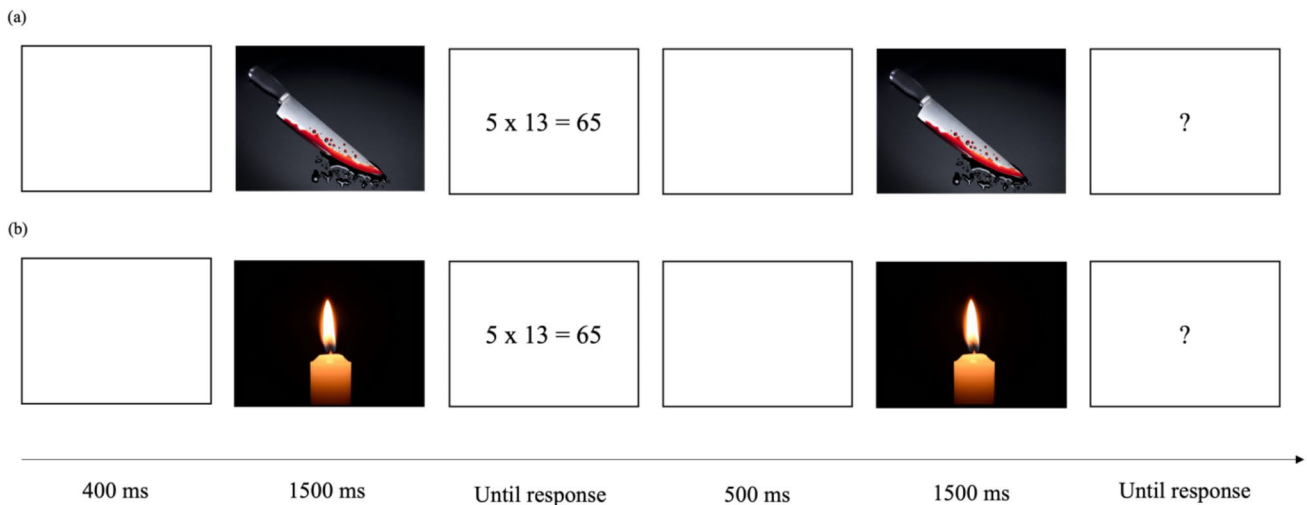 (a)
5 x 13 = 65
?
(b)
5 x 13 = 65
?
400 ms
1500 ms
Until response
500 ms
1500 ms
Until response